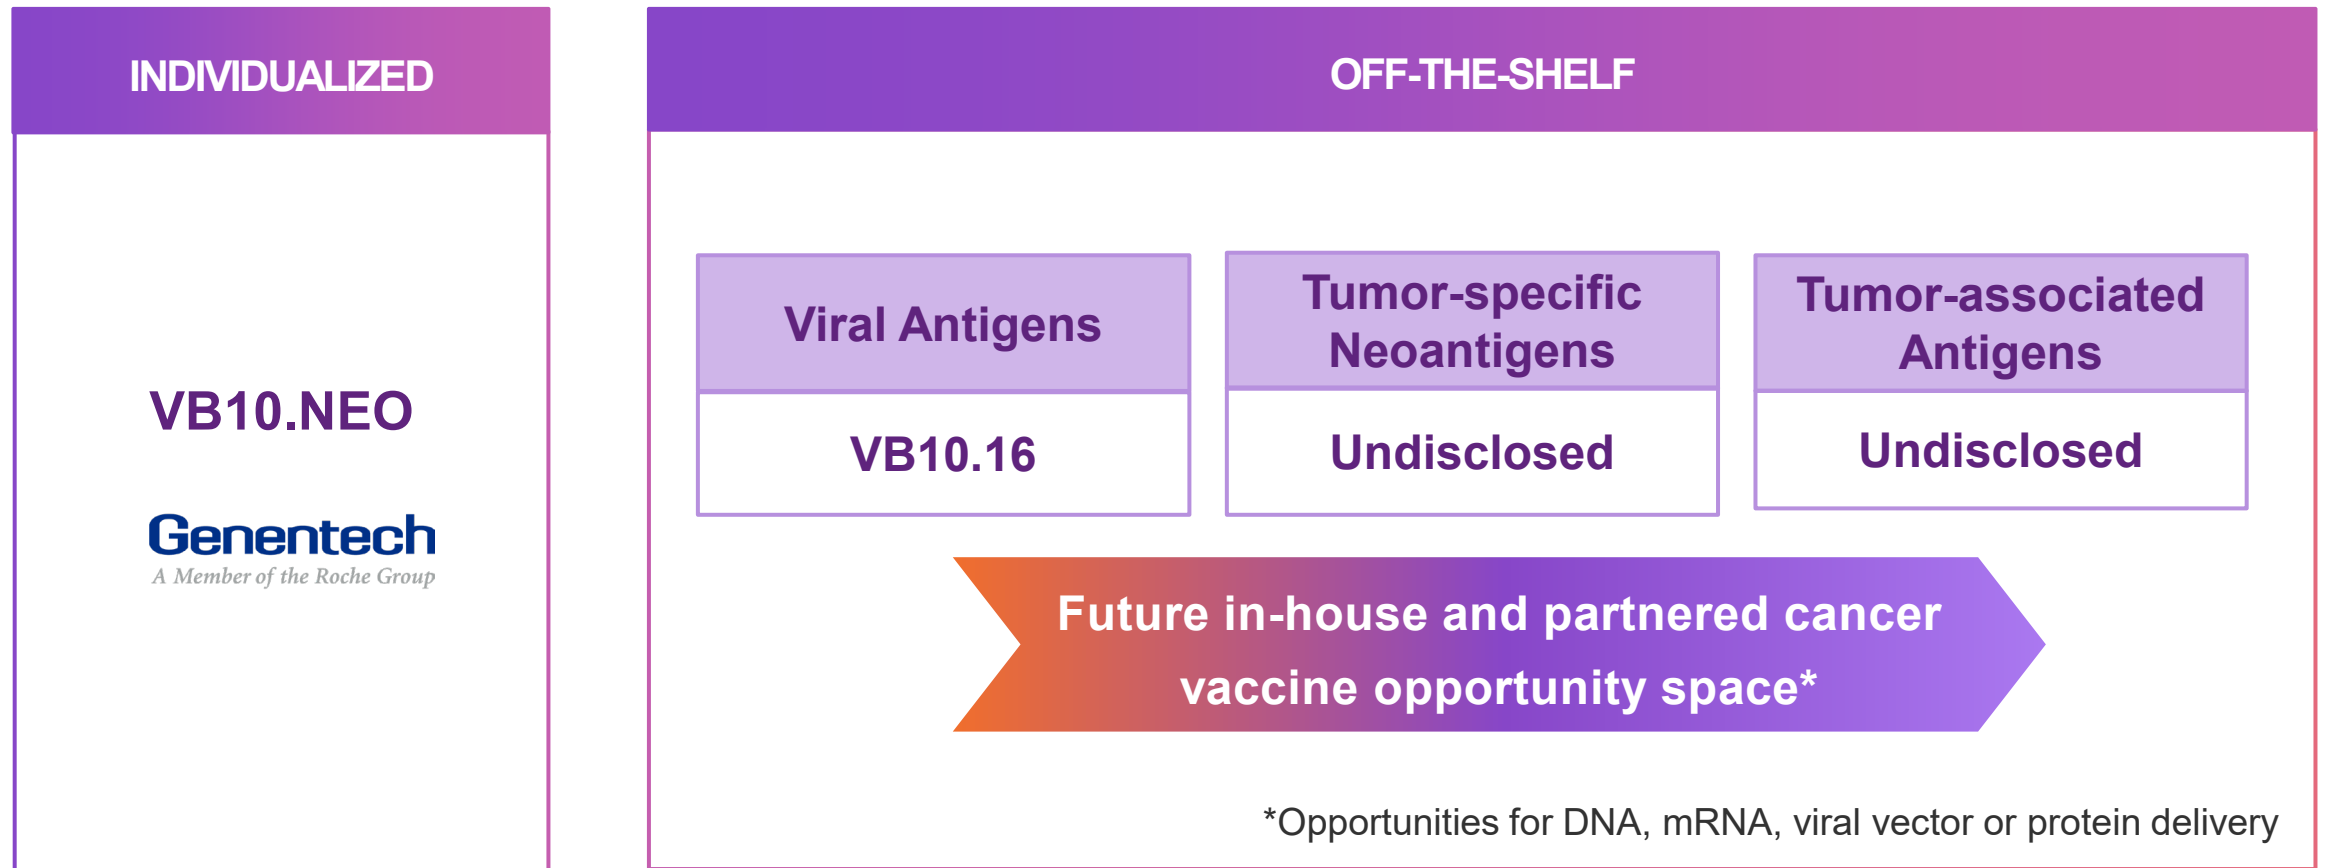 INDIVIDUALIZED
VB10.NEO
Genentech
A Member of the Roche Group
OFF-THE-SHELF
Viral Antigens
VB10.16
Tumor-specific
Neoantigens
Undisclosed
Tumor-associated
Antigens
Undisclosed
Future in-house and partnered cancer
vaccine opportunity space*
*Opportunities for DNA, mRNA, viral vector or protein delivery